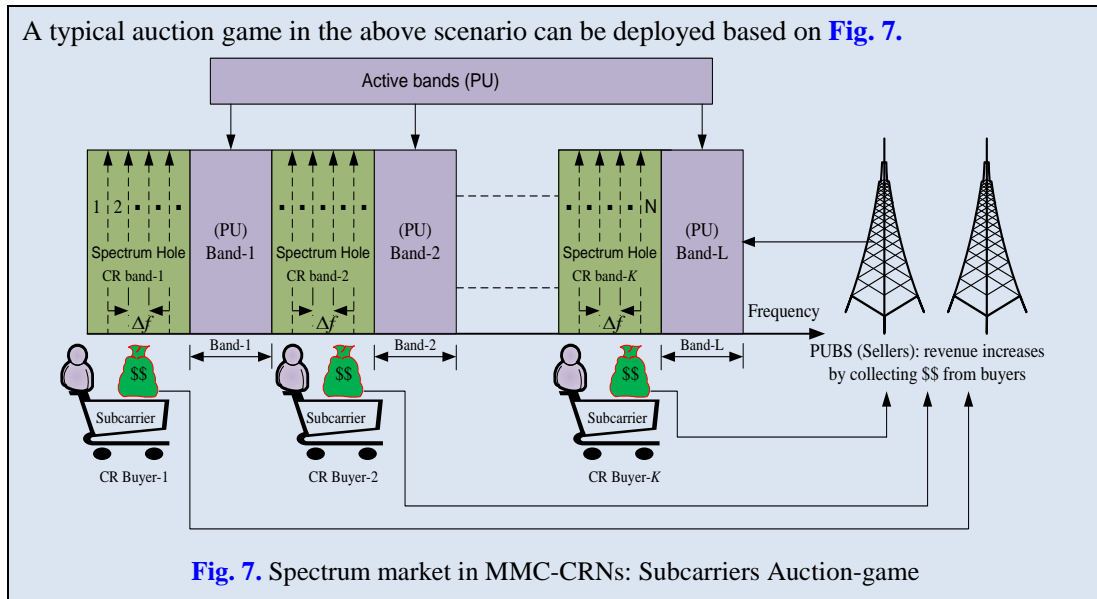 A typical auction game in the above scenario can be deployed based on Fig. 7.
Active bands (PU)
1 2
Spectrum Hole
CR band-1
Δf
(PU)
Band-1
Spectrum Hole
CR band-2
Δf
(PU)
Band-2
N
Spectrum Hole
CR band-K
Δf
(PU)
Band-L
Frequency
Band-1
Band-2
Band-L
PUBS (Sellers): revenue increases
by collecting $$ from buyers
$$
Subcarrier
CR Buyer-1
$$
Subcarrier
CR Buyer-2
$$
Subcarrier
CR Buyer-K
Fig. 7. Spectrum market in MMC-CRNs: Subcarriers Auction-game